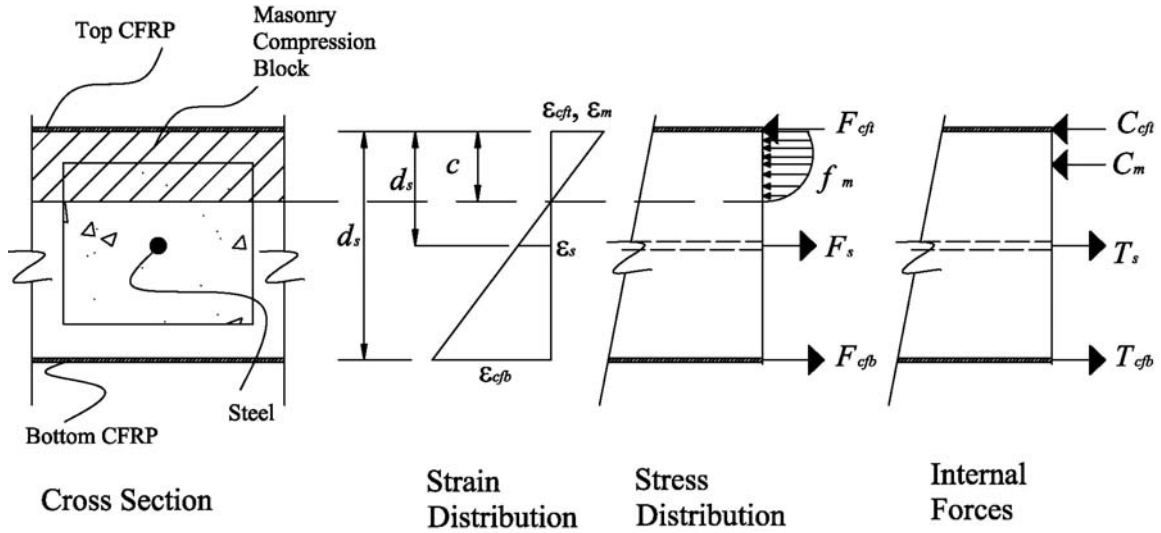 Top CFRP
Masonry
Compression
Block
εcft, εm
c
ds
ds
εs
εcfb
Fcft
fm
Fs
Fcfb
Ccft
Cm
Ts
Tcfb
Steel
Bottom CFRP
Cross Section
Strain
Distribution
Stress
Distribution
Internal
Forces